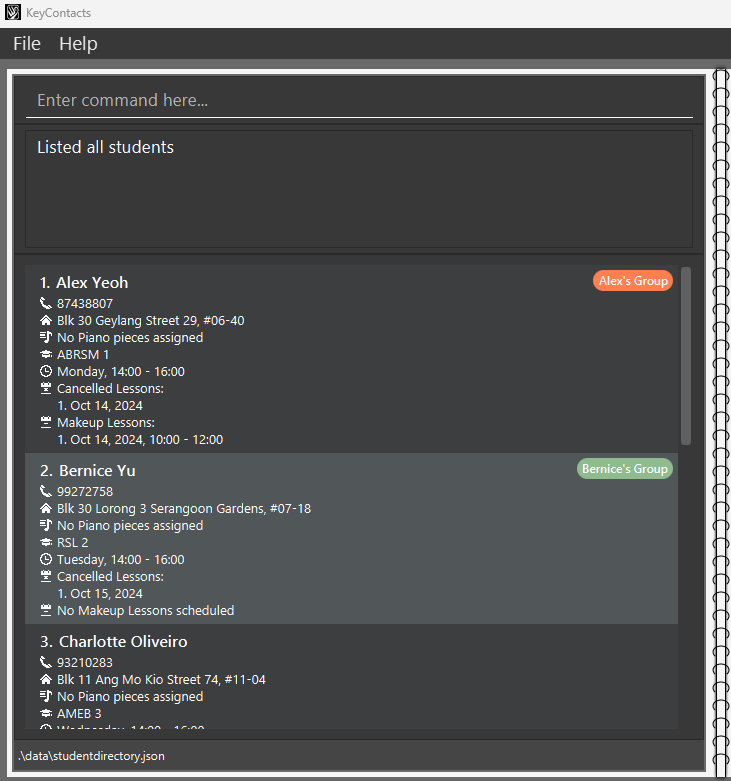 KeyContacts
File Help
Enter command here...
Listed all students
1. Alex Yeoh
Alex's Group
87438807
Blk 30 Geylang Street 29, #06-40
No Piano pieces assigned
ABRSM 1
Monday, 14:00 - 16:00
Cancelled Lessons:
1. Oct 14, 2024
Makeup Lessons:
1. Oct 14, 2024, 10:00 - 12:00
2. Bernice Yu
Bernice's Group
99272758
Blk 30 Lorong 3 Serangoon Gardens, #07-18
No Piano pieces assigned
RSL 2
Tuesday, 14:00 - 16:00
Cancelled Lessons:
1. Oct 15, 2024
No Makeup Lessons scheduled
3. Charlotte Oliveiro
93210283
Blk 11 Ang Mo Kio Street 74, #11-04
No Piano pieces assigned
AMEB 3
Wednesday, 14:00 - 16:00
.\data\studentdirectory.json